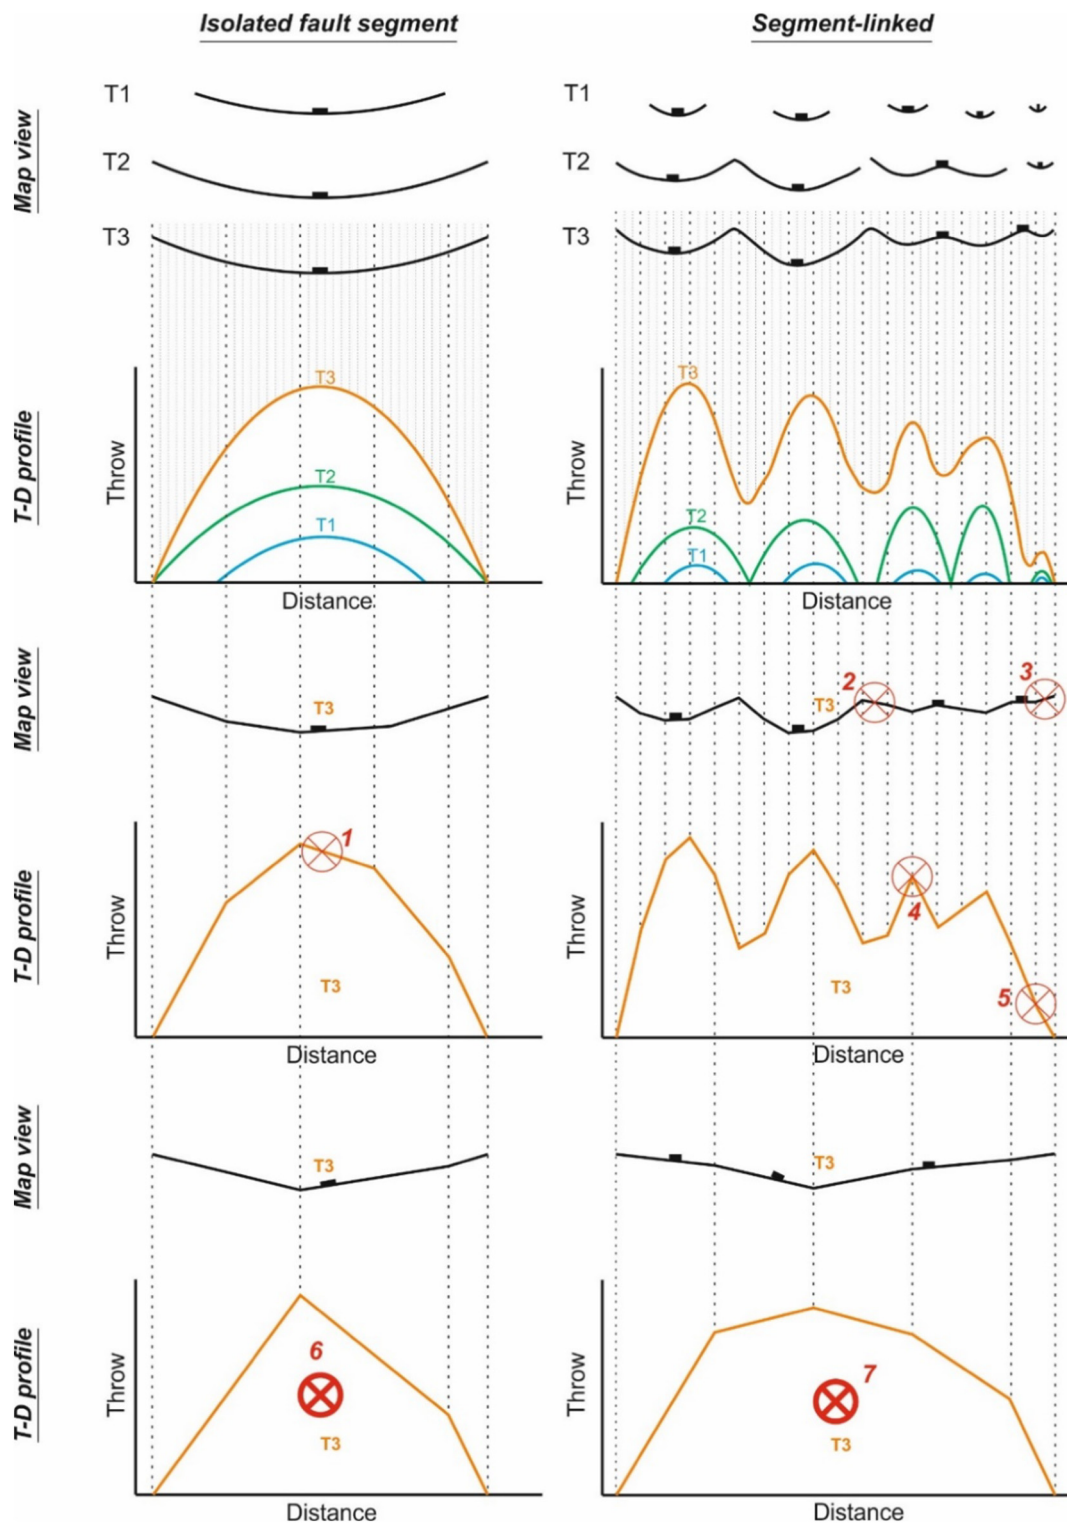 Isolated fault segment
Segment-linked
Map view
T1
T1
T2
T2
T3
T3
T-D profile
Throw
T3
T2
T1
Distance
Throw
T3
T2
T1
Distance
Map view
T3
T3
2
3
T-D profile
Throw
1
T3
Distance
Throw
4
5
T3
Distance
Map view
T3
T3
T-D profile
Throw
6
T3
Distance
Throw
7
T3
Distance